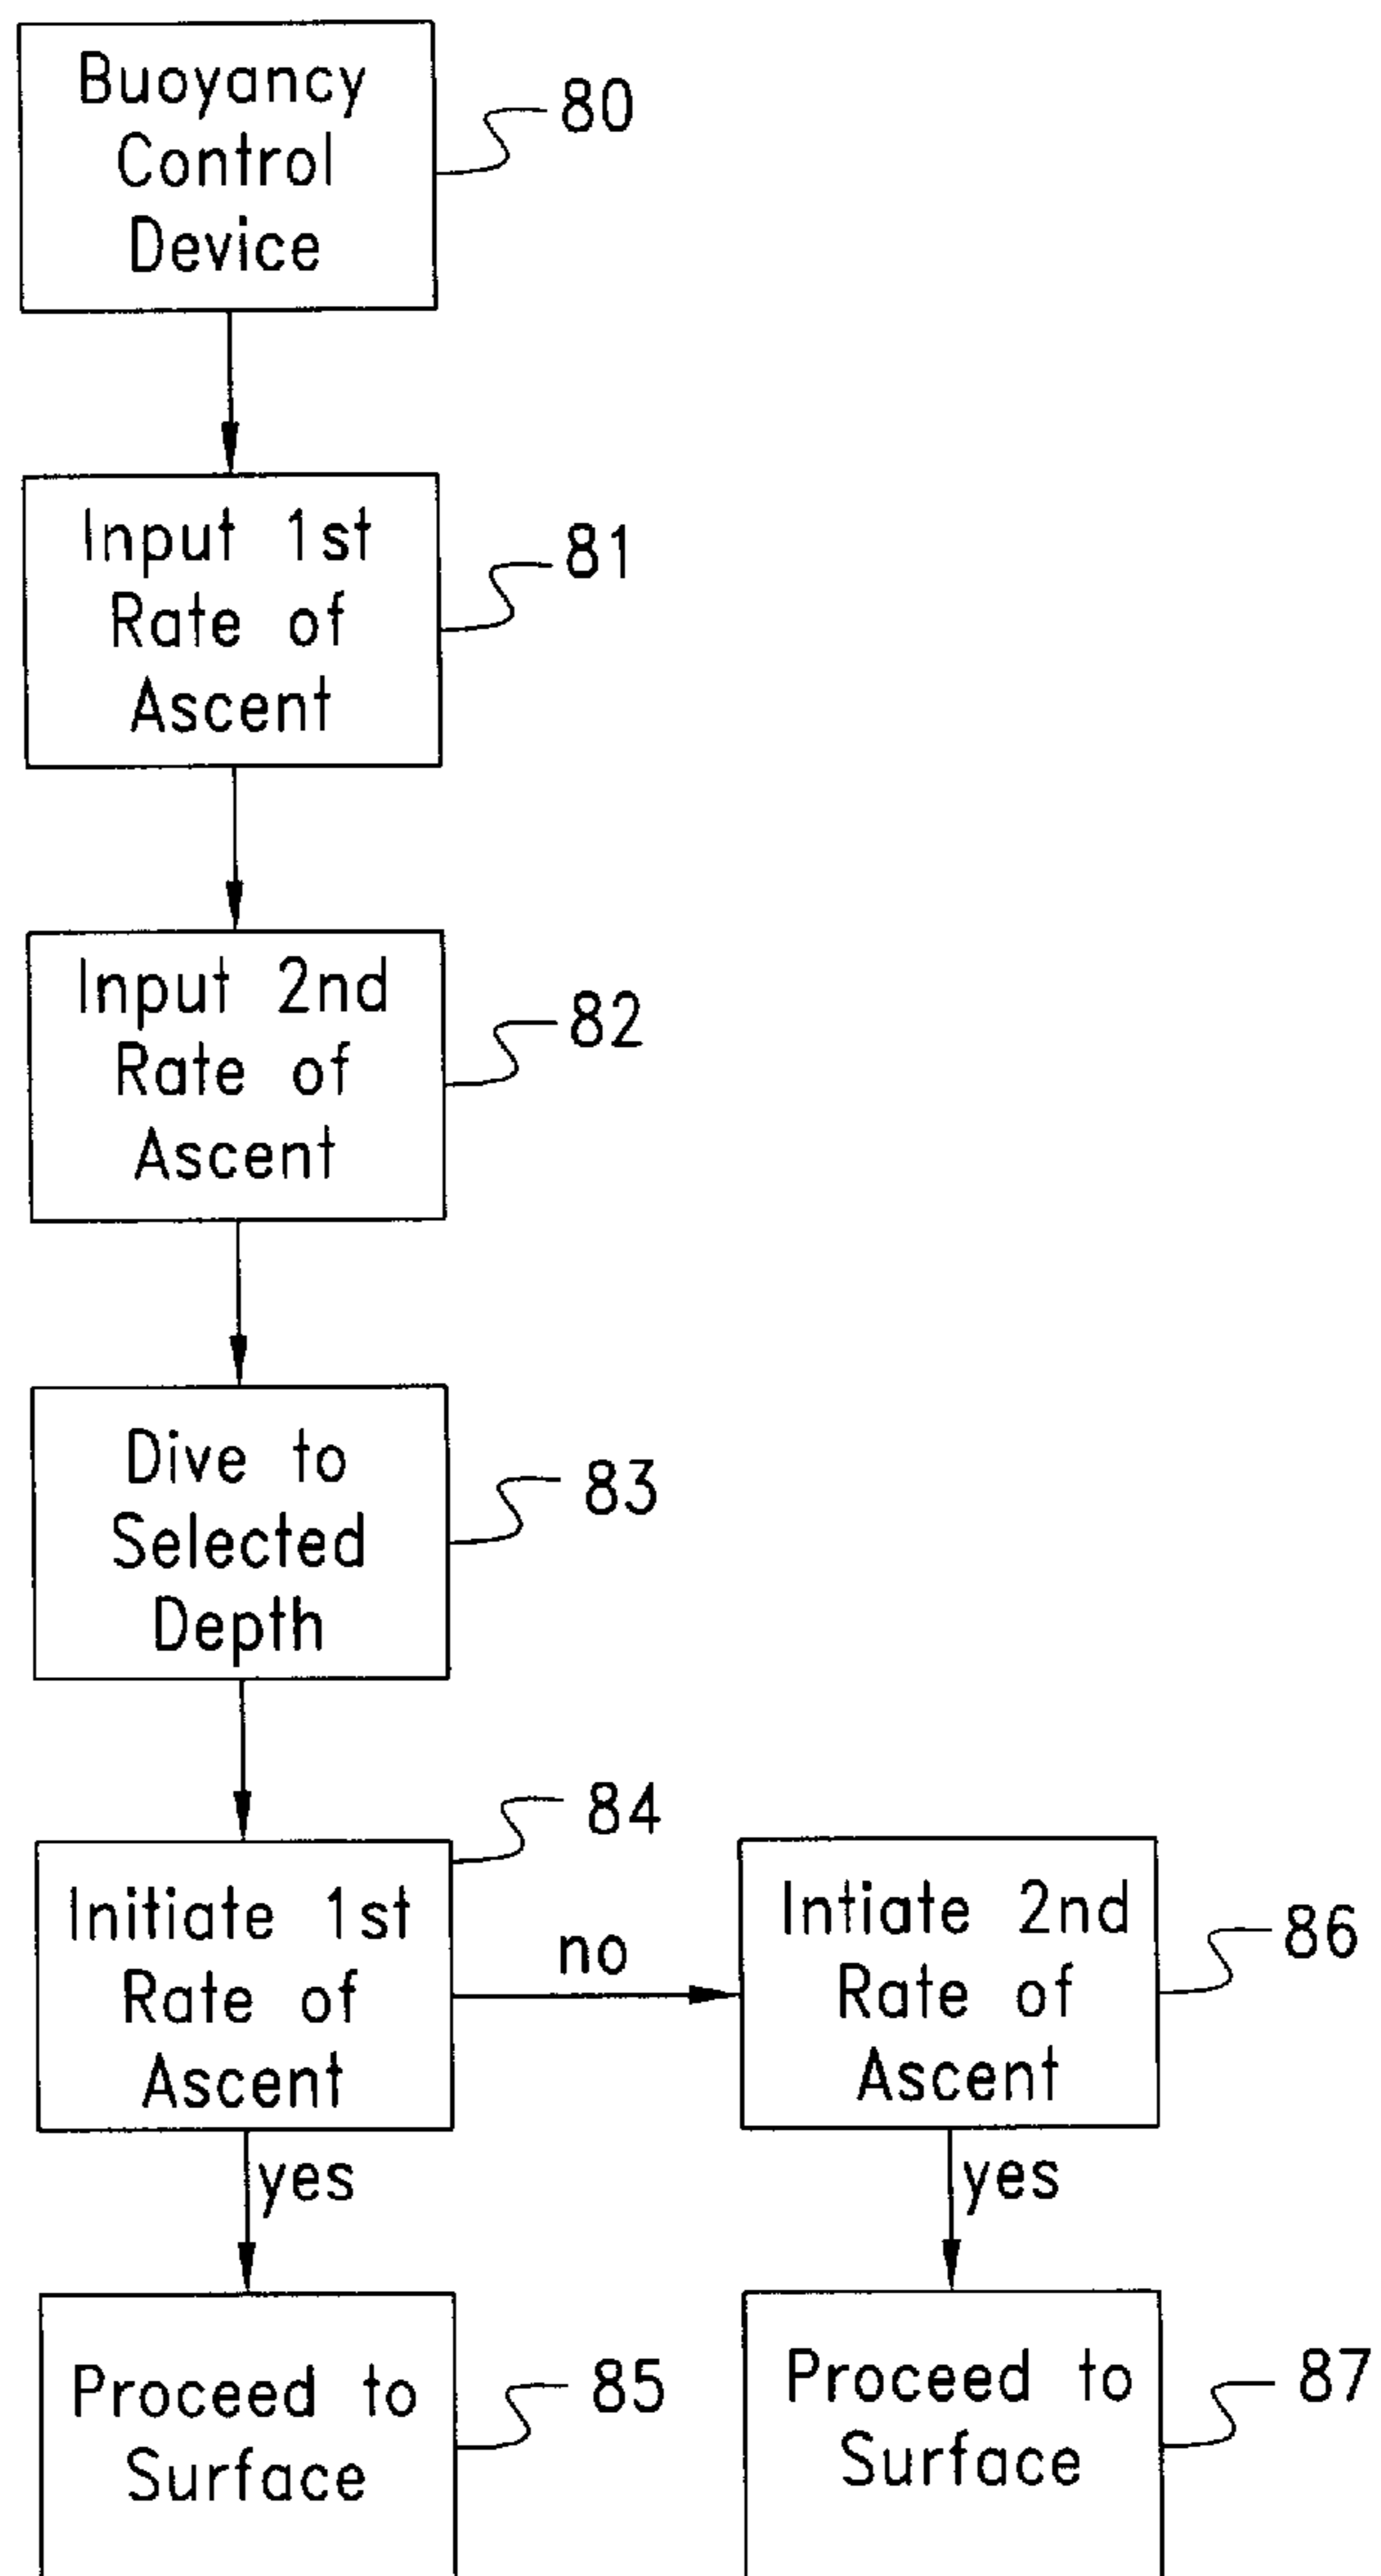 Buoyancy
Control
Device
80
Input 1st
Rate of
Ascent
81
Input 2nd
Rate of
Ascent
82
Dive to
Selected
Depth
83
Initiate 1st
Rate of
Ascent
84
no
Intiate 2nd
Rate of
Ascent
86
yes
yes
Proceed to
Surface
85
Proceed to
Surface
87